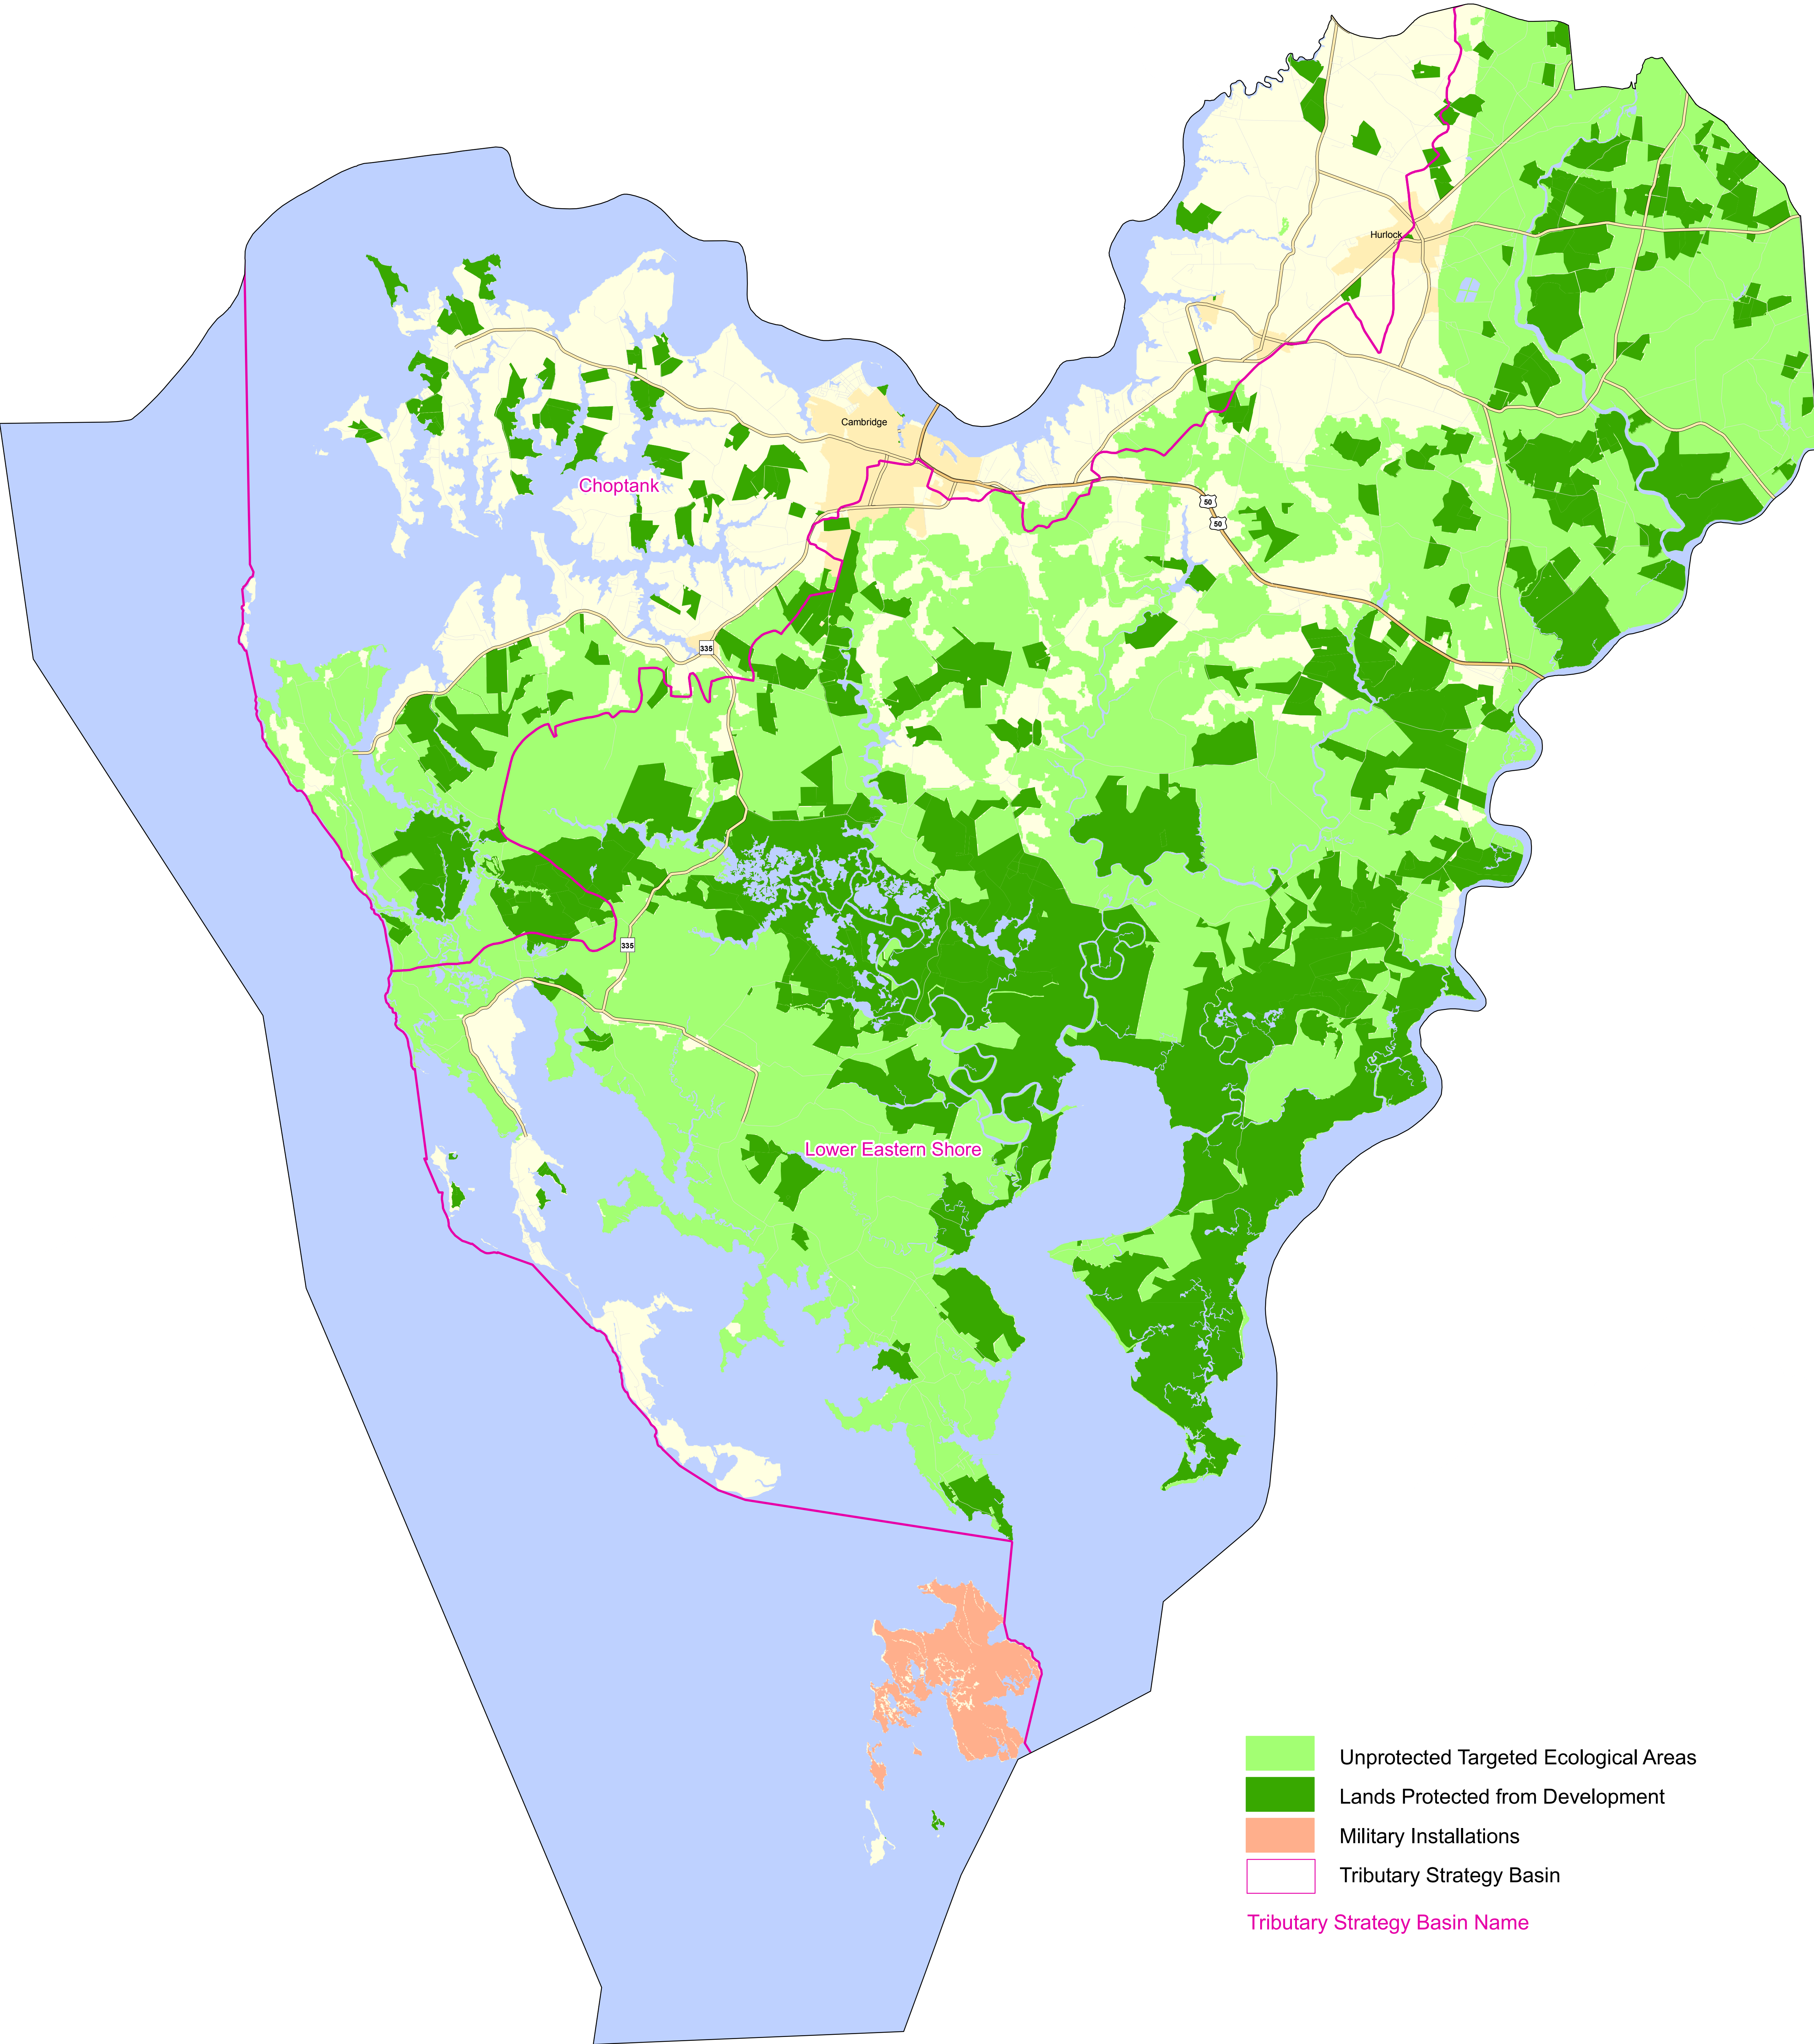 Hurlock
Cambridge
Choptank
50
50
335
335
Lower Eastern Shore
Unprotected Targeted Ecological Areas
Lands Protected from Development
Military Installations
Tributary Strategy Basin
Tributary Strategy Basin Name